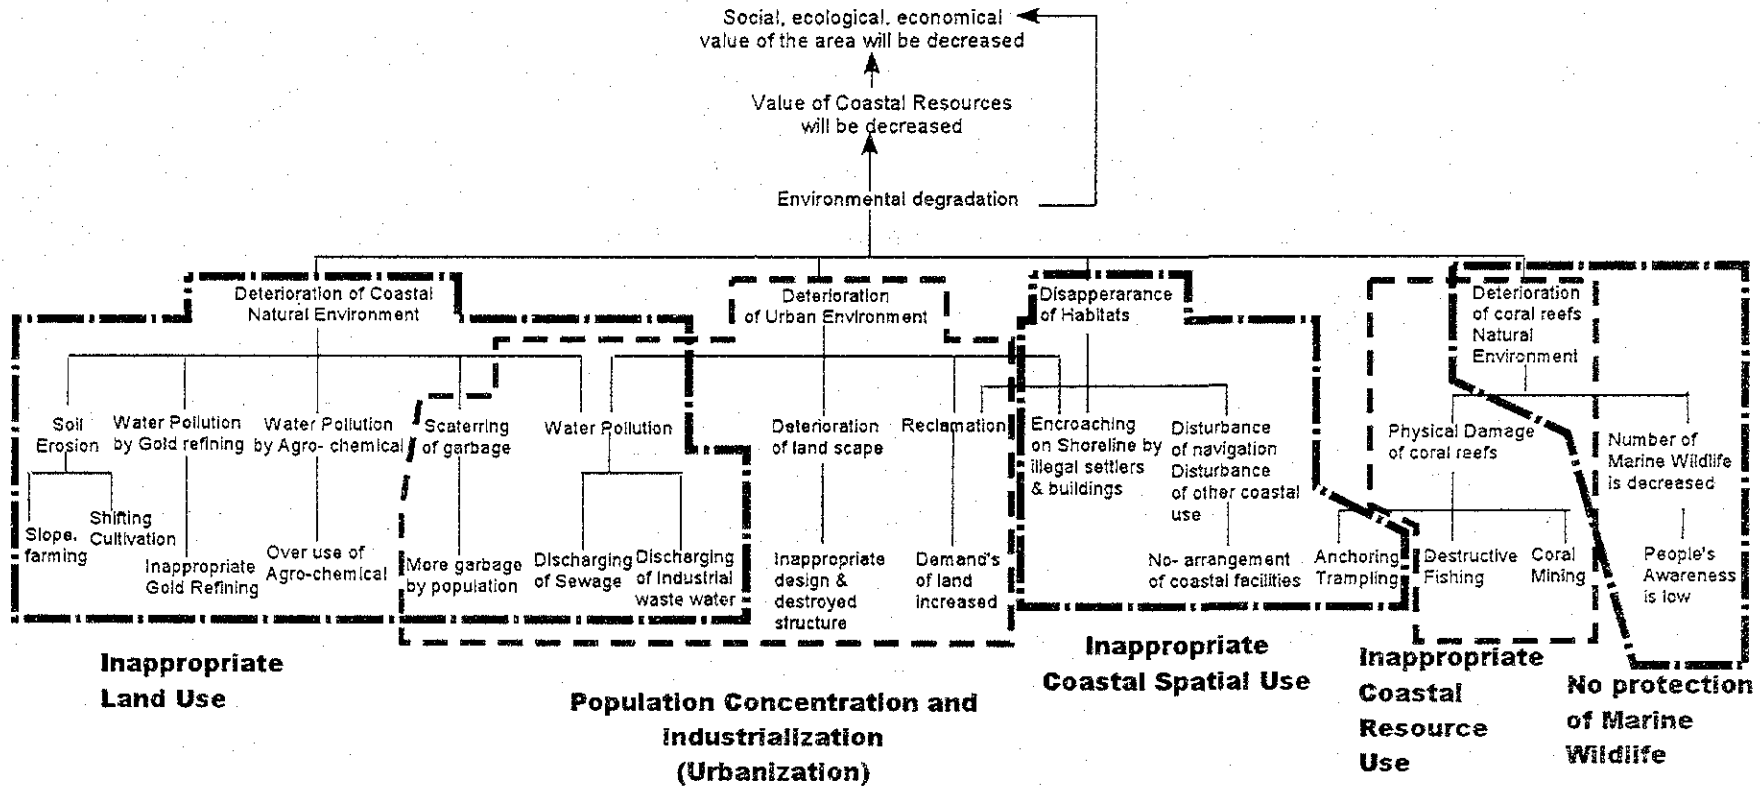 Social, ecological, economical
value of the area will be decreased
Value of Coastal Resources
will be decreased
Environmental degradation
Deterioration of Coastal
Natural Environment
Deterioration
of Urban Environment
Disapperarance
of Habitats
Deterioration
of coral reefs
Natural
Environment
Soil
Erosion
Water Pollution
by Gold refining
Water Pollution
by Agro- chemical
Scaterring
of garbage
Water Pollution
Deterioration
of land scape
Reclamation
Encroaching
on Shoreline by
illegal settlers
& buildings
Disturbance
of navigation
Disturbance
of other coastal
use
Physical Damage
of coral reefs
Number of
Marine Wildlife
is decreased
Slope.
farming
Shifting
Cultivation
Inappropriate
Gold Refining
Over use of
Agro-chemical
More garbage
by population
Discharging
of Sewage
Discharging
of Industrial
waste water
Inappropriate
design &
destroyed
structure
Demand's
of land
increased
No- arrangement
of coastal facilities
Anchoring
Trampling
Destructive
Fishing
Coral
Mining
People's
Awareness
is low
Inappropriate
Land Use
Population Concentration and
Industrialization
(Urbanization)
Inappropriate
Coastal Spatial Use
Inappropriate
Coastal
Resource
Use
No protection
of Marine
Wildlife